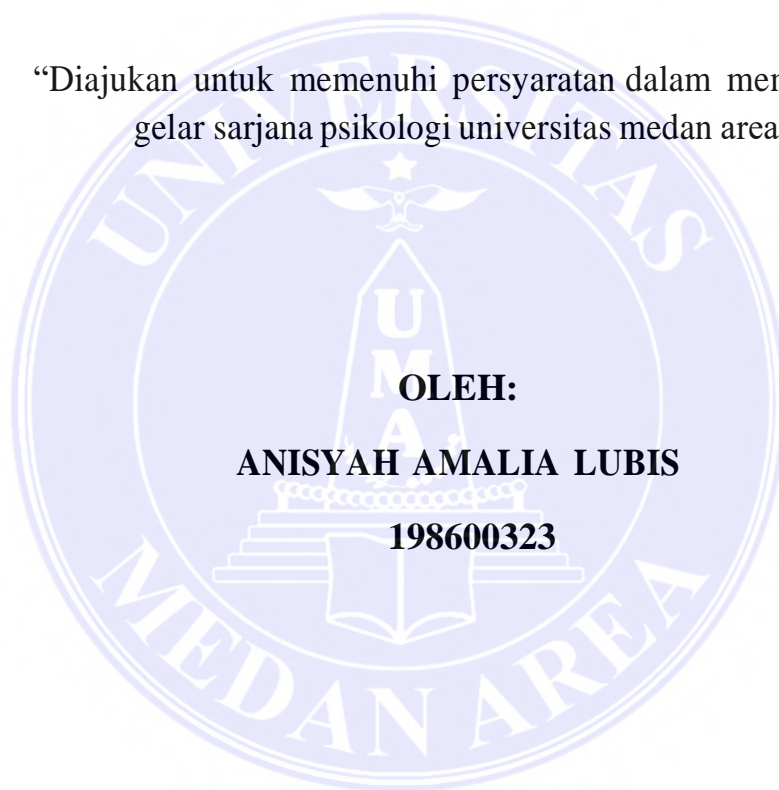 “Diajukan untuk memenuhi persyaratan dalam
gelar sarjana psikologi universitas medan area
UNIVERSITAS
UMA
OLEH:
ANISYAH AMALIA LUBIS
198600323
MEDAN AREA